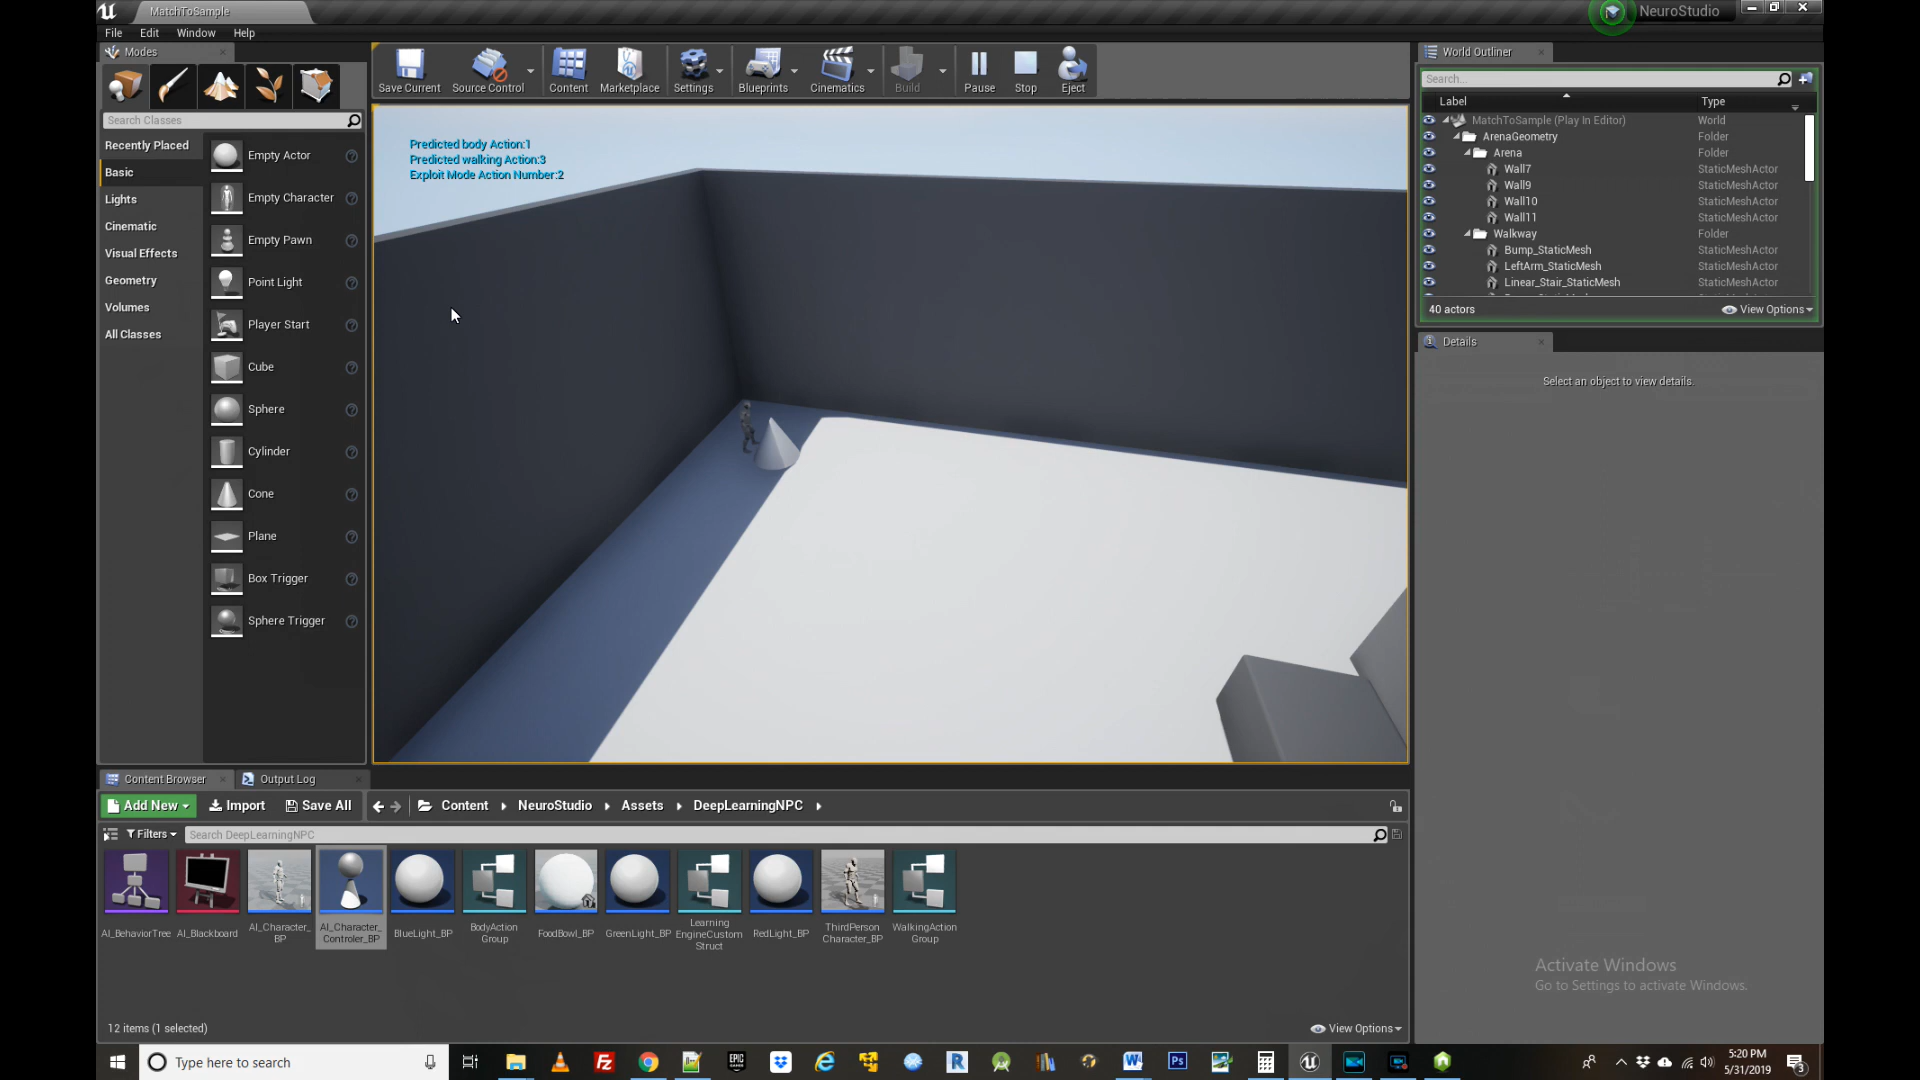 MatchToSample
NeuroStudio
File Edit Window Help
Modes
Save Current Source Control Content Marketplace Settings Blueprints Cinematics Build Pause Stop Eject
World Outliner
Search...
Search Classes
Label Type
Recently Placed
Basic
Lights
Cinematic
Visual Effects
Geometry
Volumes
All Classes
Empty Actor
Empty Character
Empty Pawn
Point Light
Player Start
Cube
Sphere
Cylinder
Cone
Plane
Box Trigger
Sphere Trigger
Predicted body Action:1
Predicted walking Action:3
Exploit Mode Action Number:2
MatchToSample (Play In Editor) World
ArenaGeometry Folder
Arena Folder
Wall7 StaticMeshActor
Wall9 StaticMeshActor
Wall10 StaticMeshActor
Wall11 StaticMeshActor
Walkway Folder
Bump_StaticMesh StaticMeshActor
LeftArm_StaticMesh StaticMeshActor
Linear_Stair_StaticMesh StaticMeshActor
40 actors View Options
Details
Select an object to view details.
Content Browser Output Log
Add New Import Save All Content NeuroStudio Assets DeepLearningNPC
Filters Search DeepLearningNPC
AI_BehaviorTree
AI_Blackboard
AI_Character_
BP
AI_Character_
Controler_BP
BlueLight_BP
BodyAction
Group
FoodBowl_BP
GreenLight_BP
Learning
EngineCustom
Struct
RedLight_BP
ThirdPerson
Character_BP
WalkingAction
Group
12 items (1 selected) View Options
Activate Windows
Go to Settings to activate Windows.
Type here to search
5:20 PM
5/31/2019